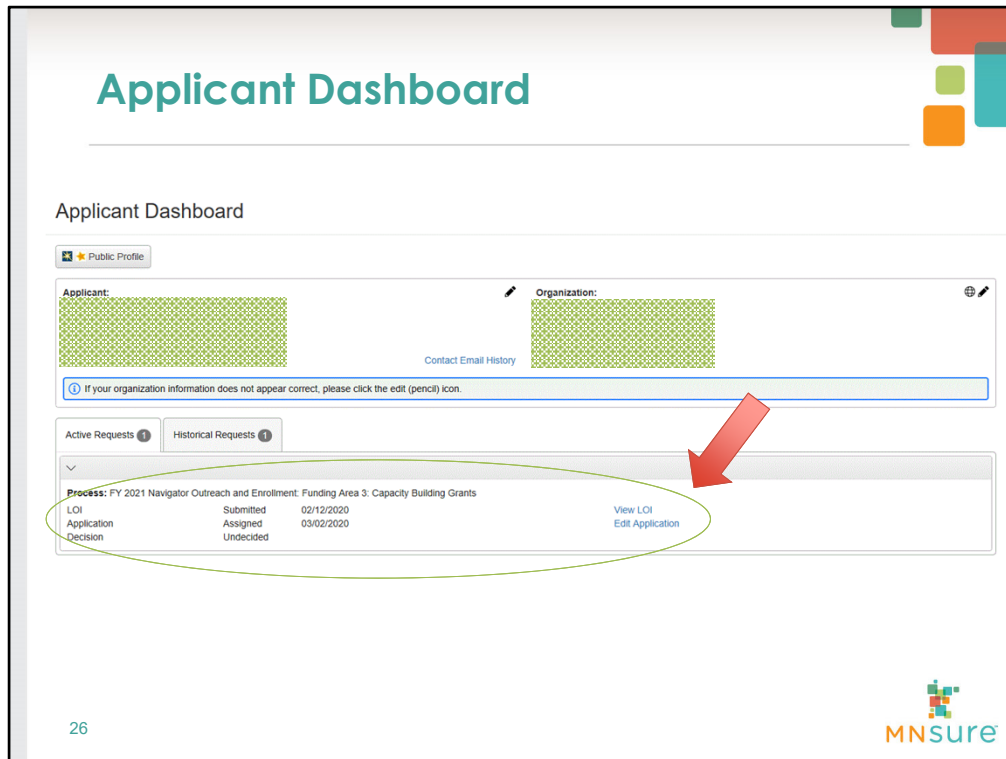 Applicant Dashboard
Applicant Dashboard
Public Profile
Applicant:
Organization:
Contact Email History
If your organization information does not appear correct, please click the edit (pencil) icon.
Active Requests 1 Historical Requests 1
Process: FY 2021 Navigator Outreach and Enrollment: Funding Area 3: Capacity Building Grants
LOI Submitted 02/12/2020 View LOI
Application Assigned 03/02/2020 Edit Application
Decision Undecided
26
MNsure